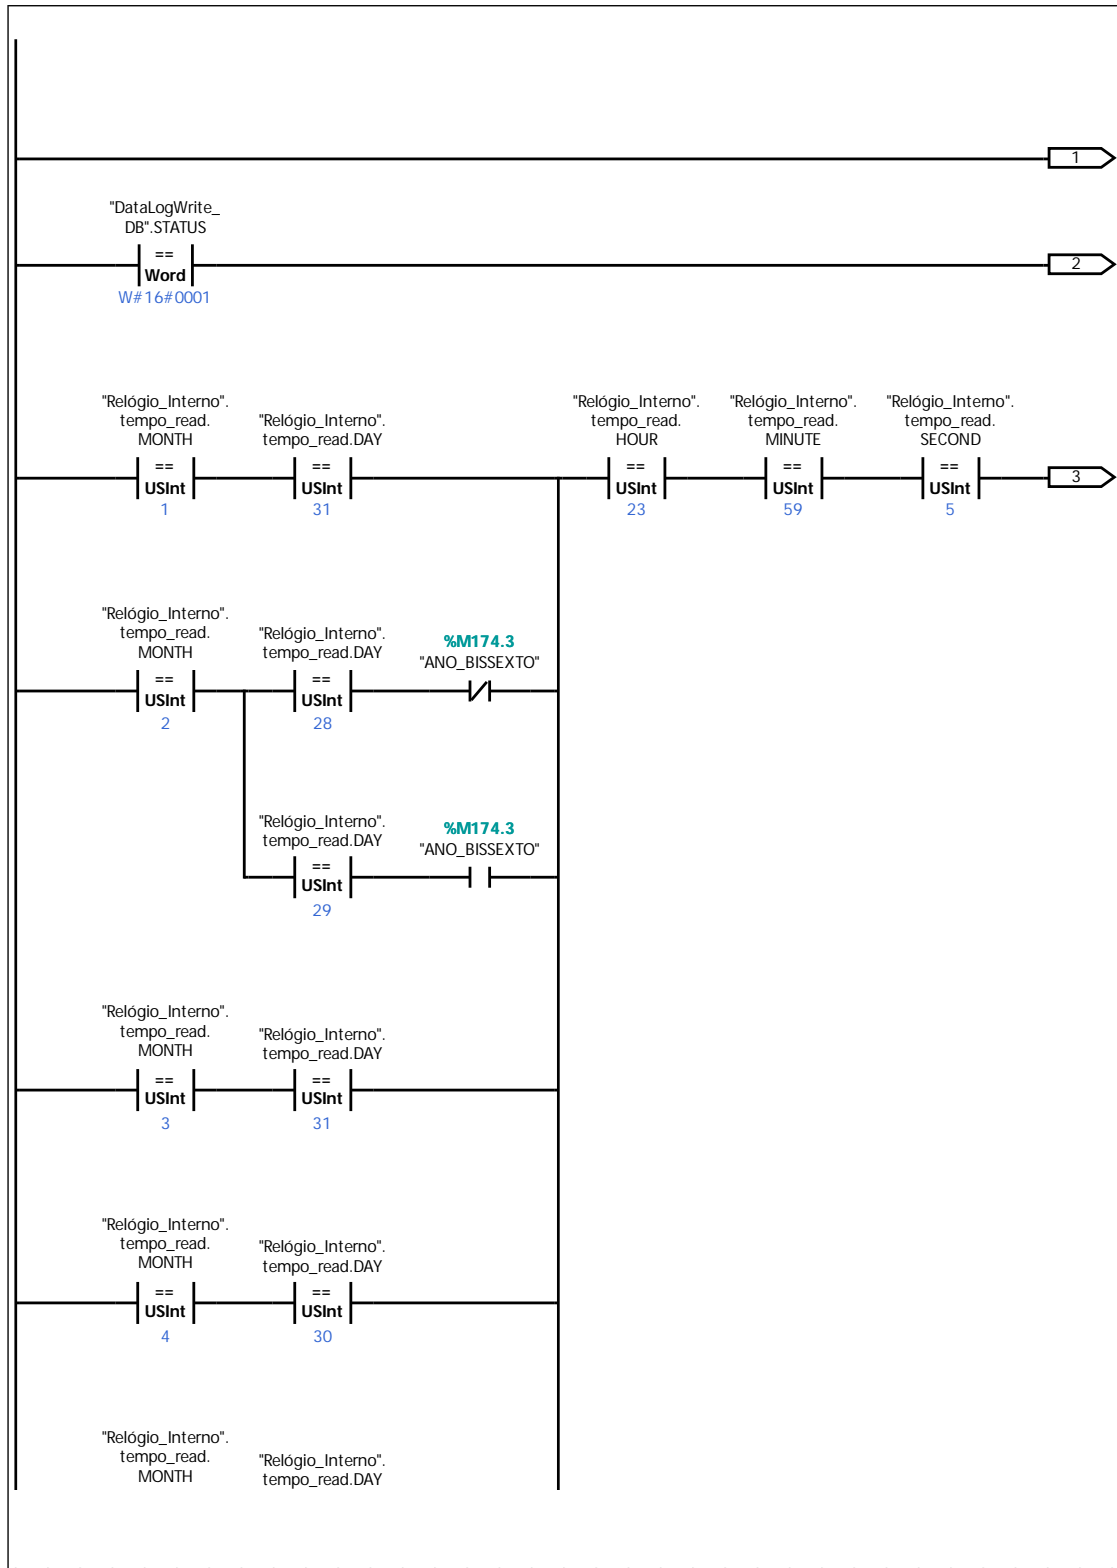 1
"DataLogWrite_
DB".STATUS
==
Word
W#16#0001
2
"Relógio_Interno".
tempo_read.
MONTH
==
USInt
1
"Relógio_Interno".
tempo_read.DAY
==
USInt
31
"Relógio_Interno".
tempo_read.
HOUR
==
USInt
23
"Relógio_Interno".
tempo_read.
MINUTE
==
USInt
59
"Relógio_Interno".
tempo_read.
SECOND
==
USInt
5
3
"Relógio_Interno".
tempo_read.
MONTH
==
USInt
2
"Relógio_Interno".
tempo_read.DAY
==
USInt
28
%M174.3
"ANO_BISSEXTO"
"Relógio_Interno".
tempo_read.DAY
==
USInt
29
%M174.3
"ANO_BISSEXTO"
"Relógio_Interno".
tempo_read.
MONTH
==
USInt
3
"Relógio_Interno".
tempo_read.DAY
==
USInt
31
"Relógio_Interno".
tempo_read.
MONTH
==
USInt
4
"Relógio_Interno".
tempo_read.DAY
==
USInt
30
"Relógio_Interno".
tempo_read.
MONTH
"Relógio_Interno".
tempo_read.DAY